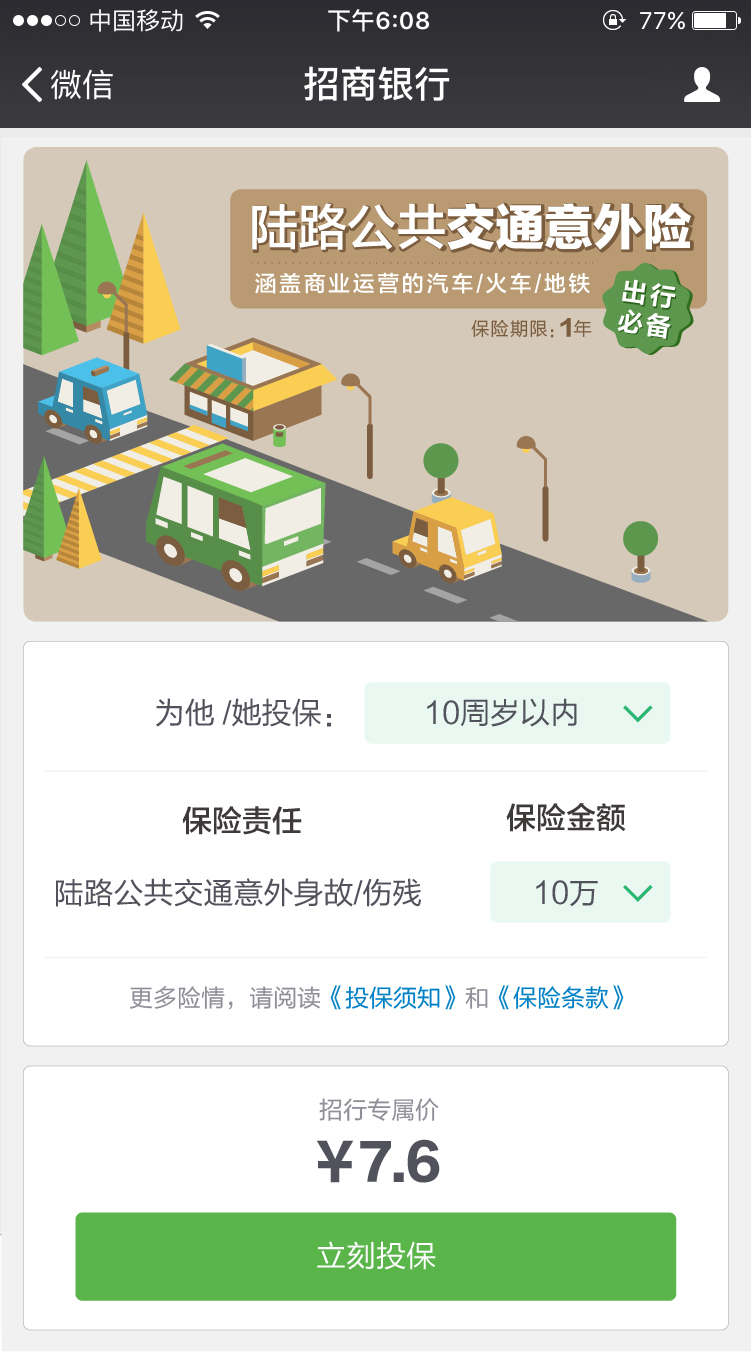 中国移动 下午6:08 77%
微信 招商银行
陆路公共交通意外险
涵盖商业运营的汽车/火车/地铁
出行
必备
保险期限:1年
为他 /她投保： 10周岁以内
保险责任 保险金额
陆路公共交通意外身故/伤残 10万
更多险情，请阅读《投保须知》和《保险条款》
招行专属价
¥7.6
立刻投保